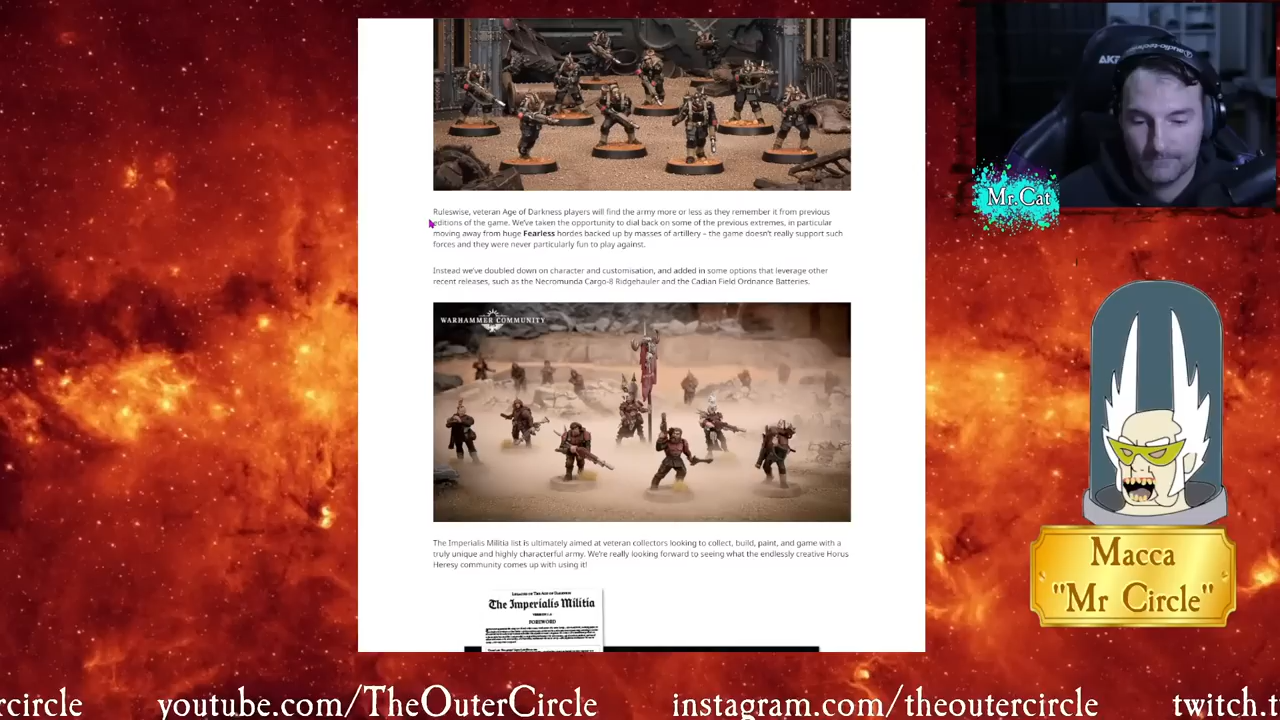 Ruleswise, veteran Age of Darkness players will find the army more or less as they remember it from previous
editions of the game. We've taken the opportunity to dial back on some of the previous extremes, in particular
moving away from huge Fearless hordes backed up by masses of artillery – the game doesn't really support such
forces and they were never particularly fun to play against.
Instead we've doubled down on character and customisation, and added in some options that leverage other
recent releases, such as the Necromunda Cargo-8 Ridgehauler and the Cadian Field Ordnance Batteries.
WARHAMMER COMMUNITY
The Imperialis Militia list is ultimately aimed at veteran collectors looking to collect, build, paint, and game with a
truly unique and highly characterful army. We're really looking forward to seeing what the endlessly creative Horus
Heresy community comes up with using it!
The Imperialis Militia
FOREWORD
audio-technica
AK
Mr.Cat
Macca
"Mr Circle"
rcircle youtube.com/TheOuterCircle instagram.com/theoutercircle twitch.t